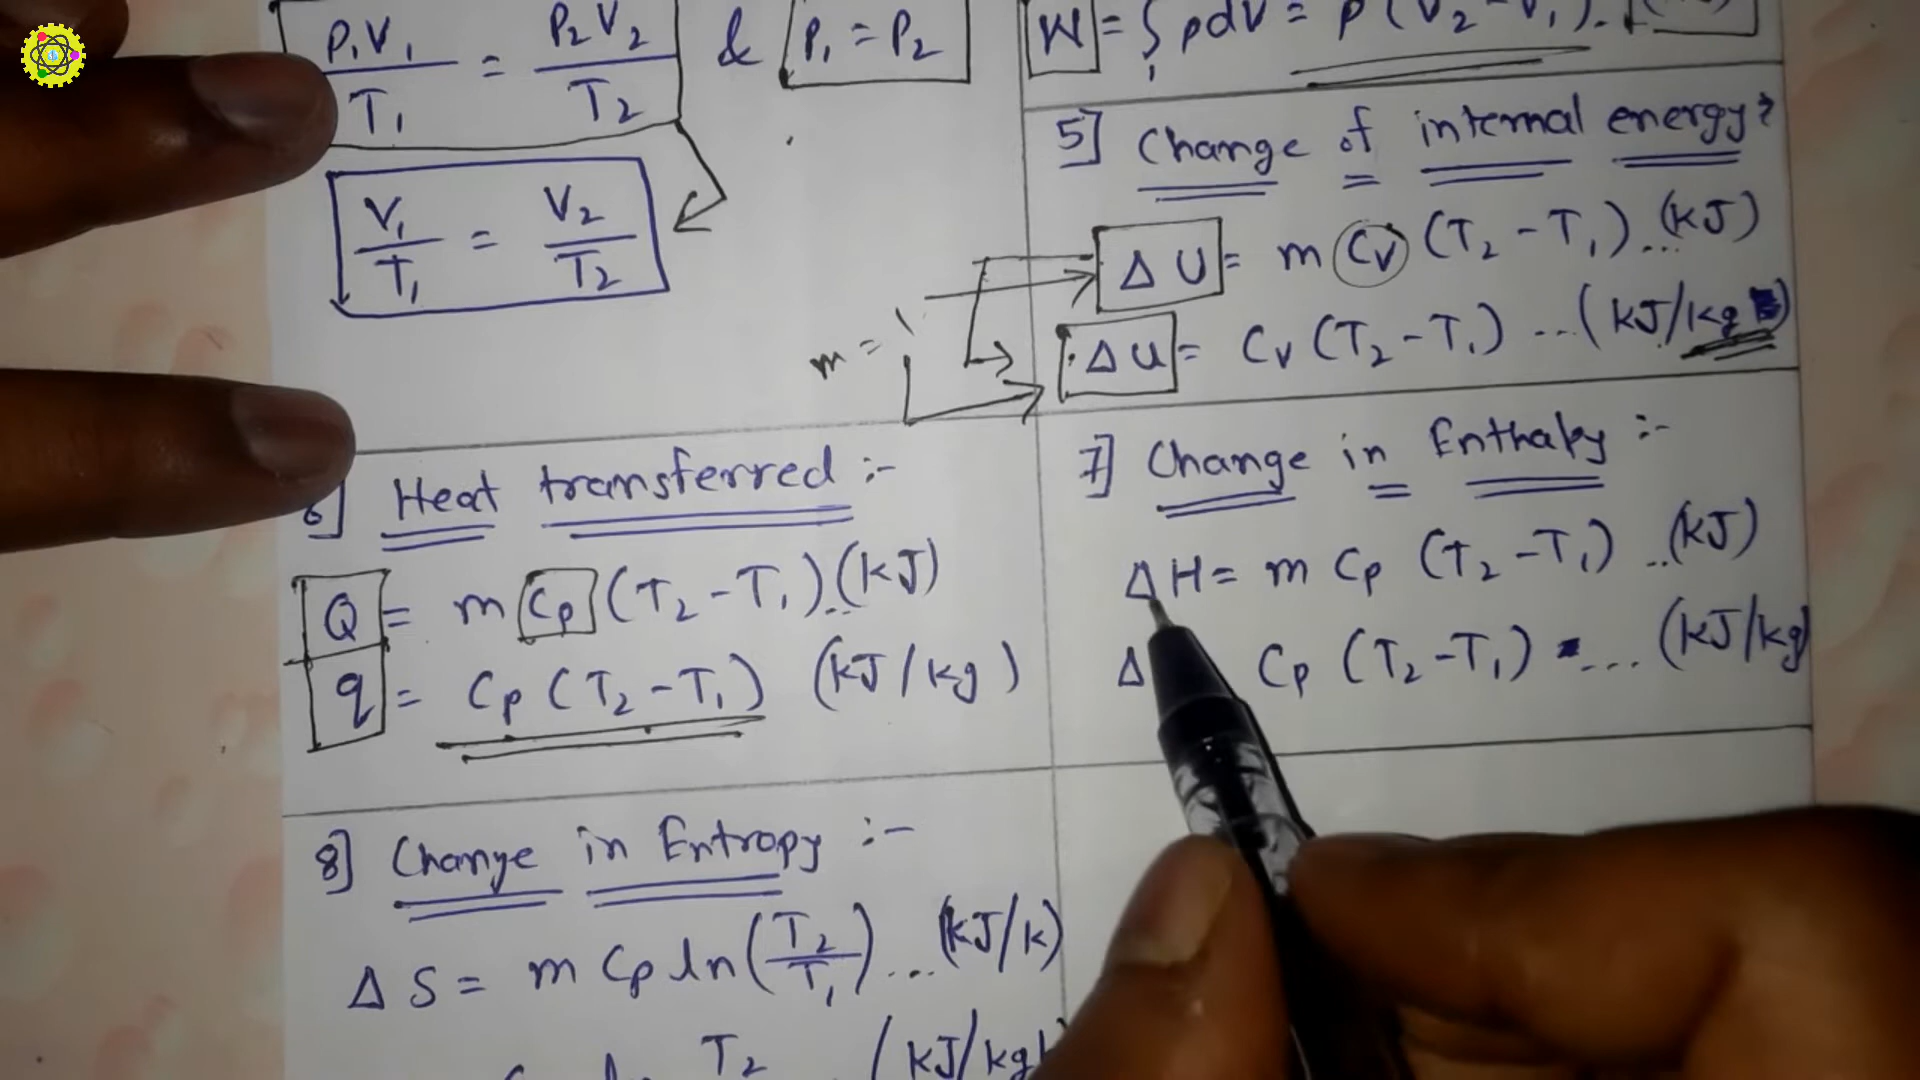 P₁V₁/T₁ = P₂V₂/T₂ & P₁ = P₂
V₁/T₁ = V₂/T₂
W = ∫₁ pdV = P(V₂-V₁).
5] Change of internal energy:
ΔU = m Cv (T₂-T₁)...(kJ)
m =
Δu = Cv (T₂-T₁) ...(kJ/kg)
6] Heat transferred :-
Q = m Cp (T₂-T₁)..(kJ)
q = Cp (T₂-T₁) (kJ/kg)
7] Change in Enthalpy :-
ΔH = m Cp (T₂-T₁) ..(kJ)
Δ Cp (T₂-T₁) .... (kJ/kg)
8] Change in Entropy :-
ΔS = m Cp ln(T₂/T₁)...(kJ/k)
T₂ (kJ/kg